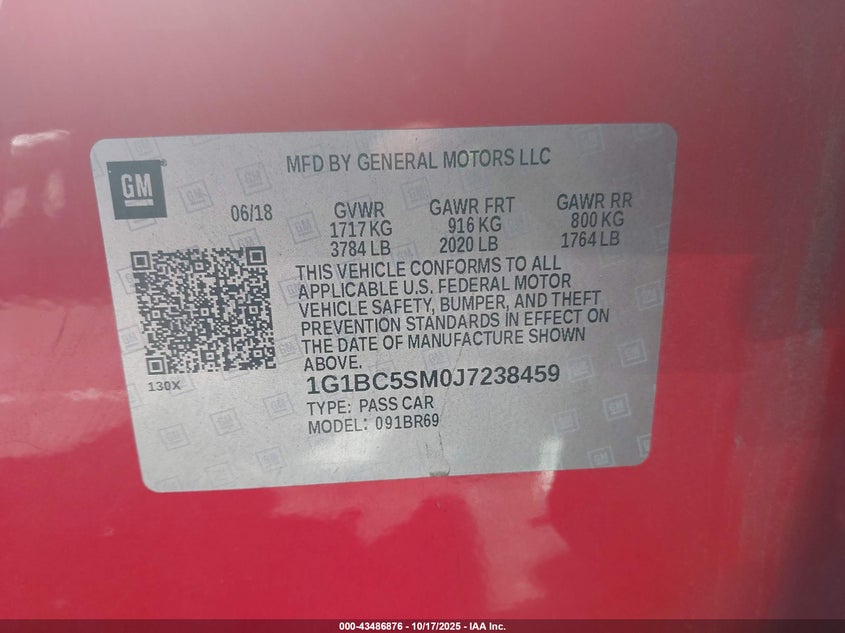 GM
MFD BY GENERAL MOTORS LLC
06/18
GVWR
1717 KG
3784 LB
GAWR FRT
916 KG
2020 LB
GAWR RR
800 KG
1764 LB
THIS VEHICLE CONFORMS TO ALL
APPLICABLE U.S. FEDERAL MOTOR
VEHICLE SAFETY, BUMPER, AND THEFT
PREVENTION STANDARDS IN EFFECT ON
THE DATE OF MANUFACTURE SHOWN
ABOVE.
130X
1G1BC5SM0J7238459
TYPE: PASS CAR
MODEL: 091BR69
000-43486876 - 10/17/2025 - IAA Inc.